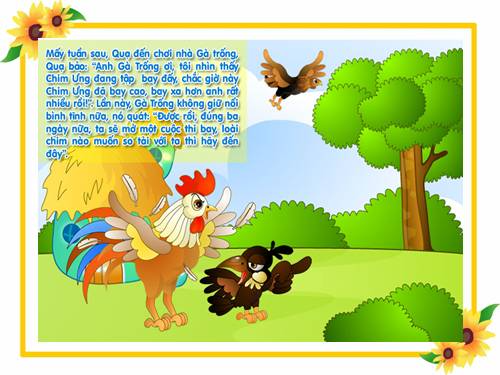 Mấy tuần sau, Quạ đến chơi nhà Gà trống,
Quạ bảo: "Anh Gà Trống ơi, tôi nhìn thấy
Chim Ưng đang tập bay đấy, chắc giờ này
Chim Ưng đã bay cao, bay xa hơn anh rất
nhiều rồi!". Lần này, Gà Trống không giữ nổi
bình tĩnh nữa, nó quát: "Được rồi, đúng ba
ngày nữa, ta sẽ mở một cuộc thi bay, loài
chim nào muốn so tài với ta thì hãy đến
đây".